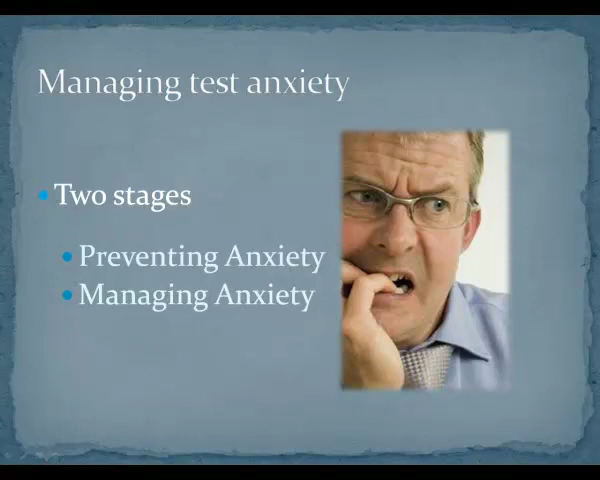 Managing test anxiety
Two stages
Preventing Anxiety
Managing Anxiety